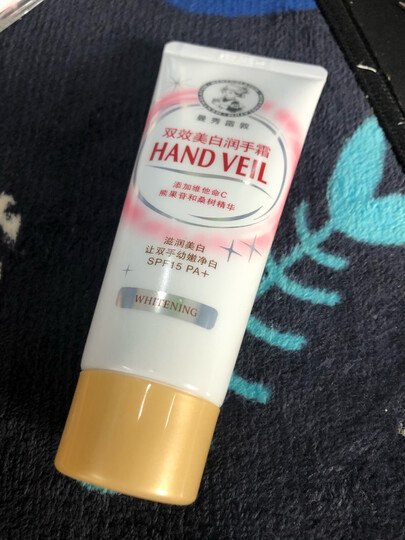 曼秀雷敦
双效美白润手霜
HAND VEIL
添加维他命C
熊果苷和桑树精华
滋润美白
让双手幼嫩净白
SPF15 PA+
WHITENING